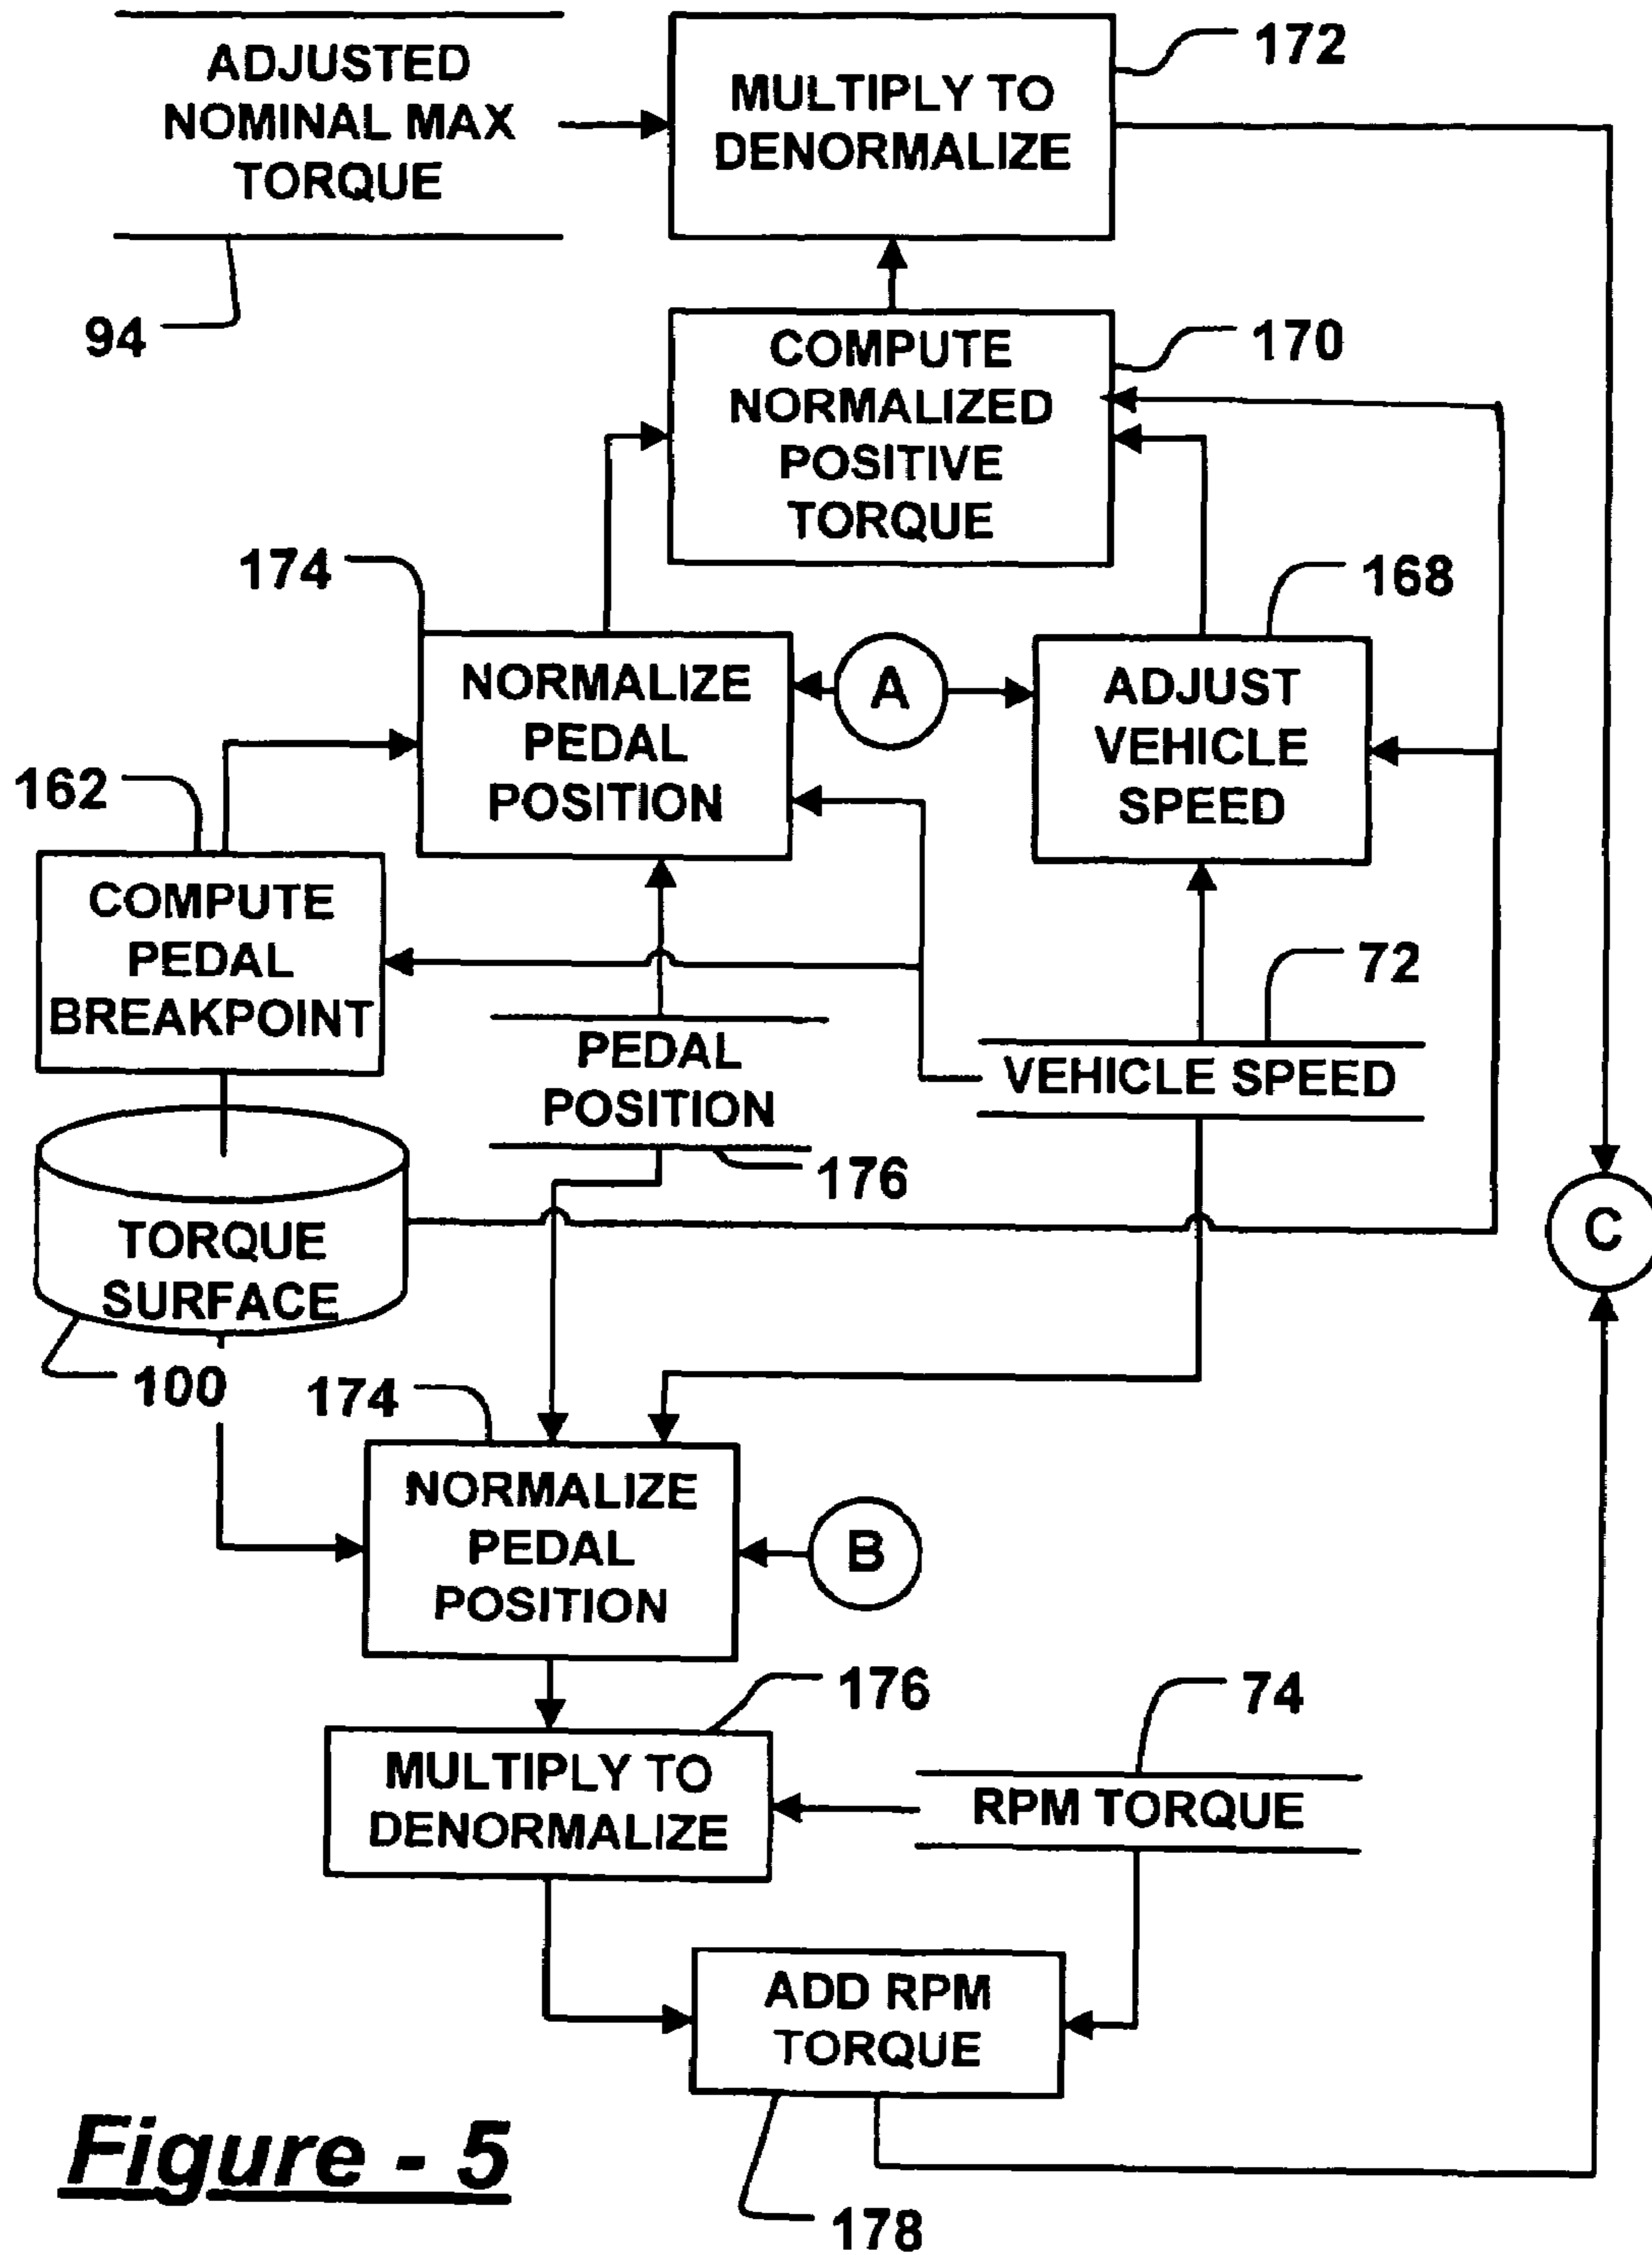 ADJUSTED
NOMINAL MAX
TORQUE
94
MULTIPLY TO
DENORMALIZE
172
COMPUTE
NORMALIZED
POSITIVE
TORQUE
170
174
NORMALIZE
PEDAL
POSITION
A
168
ADJUST
VEHICLE
SPEED
162
COMPUTE
PEDAL
BREAKPOINT
PEDAL
POSITION
176
72
VEHICLE SPEED
C
TORQUE
SURFACE
100
174
NORMALIZE
PEDAL
POSITION
B
176
MULTIPLY TO
DENORMALIZE
74
RPM TORQUE
ADD RPM
TORQUE
178
Figure - 5